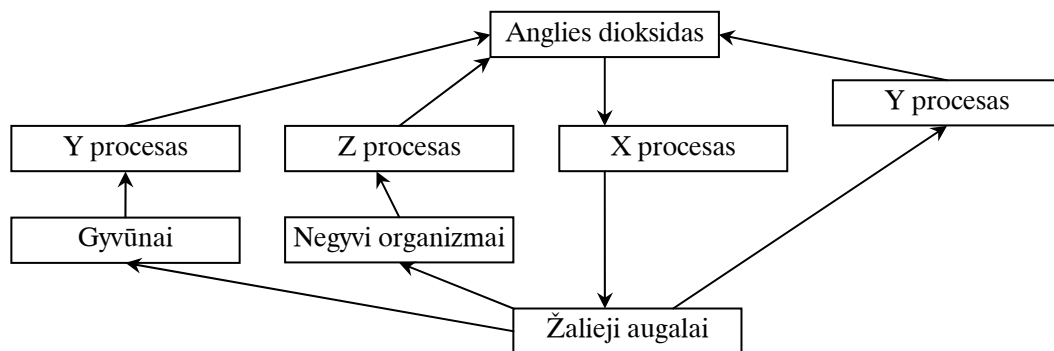 Anglies dioksidas
Y procesas
Y procesas
Z procesas
X procesas
Gyvūnai
Negyvi organizmai
Žalieji augalai